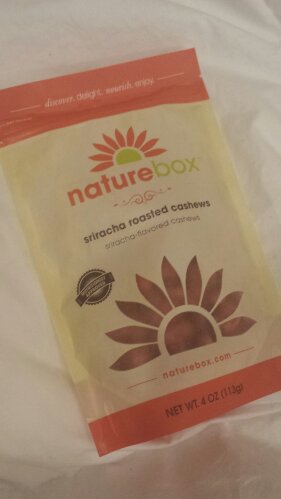 discover. delight. nourish. enjoy.
naturebox
sriracha roasted cashews
sriracha-flavored cashews
naturebox.com
NET WT. 4 OZ (113g)